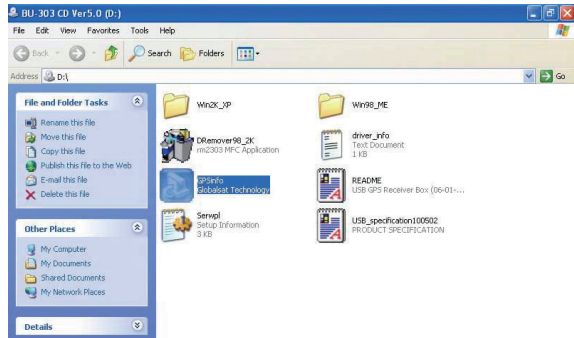 BU-303 CD Ver5.0 (D:)
File Edit View Favorites Tools Help
Back Search Folders
Address D:\ Go
File and Folder Tasks
Rename this file
Move this file
Copy this file
Publish this file to the Web
E-mail this file
Delete this file
Other Places
My Computer
My Documents
Shared Documents
My Network Places
Details
Win2K_XP
Win98_ME
DRemover98_2K
rm2303 MFC Application
driver_info
Text Document
1 KB
GPSinfo
Globalsat Technology
README
USB GPS Receiver Box (06-01-...
Serwpl
Setup Information
3 KB
USB_specification100502
PRODUCT SPECIFICATION